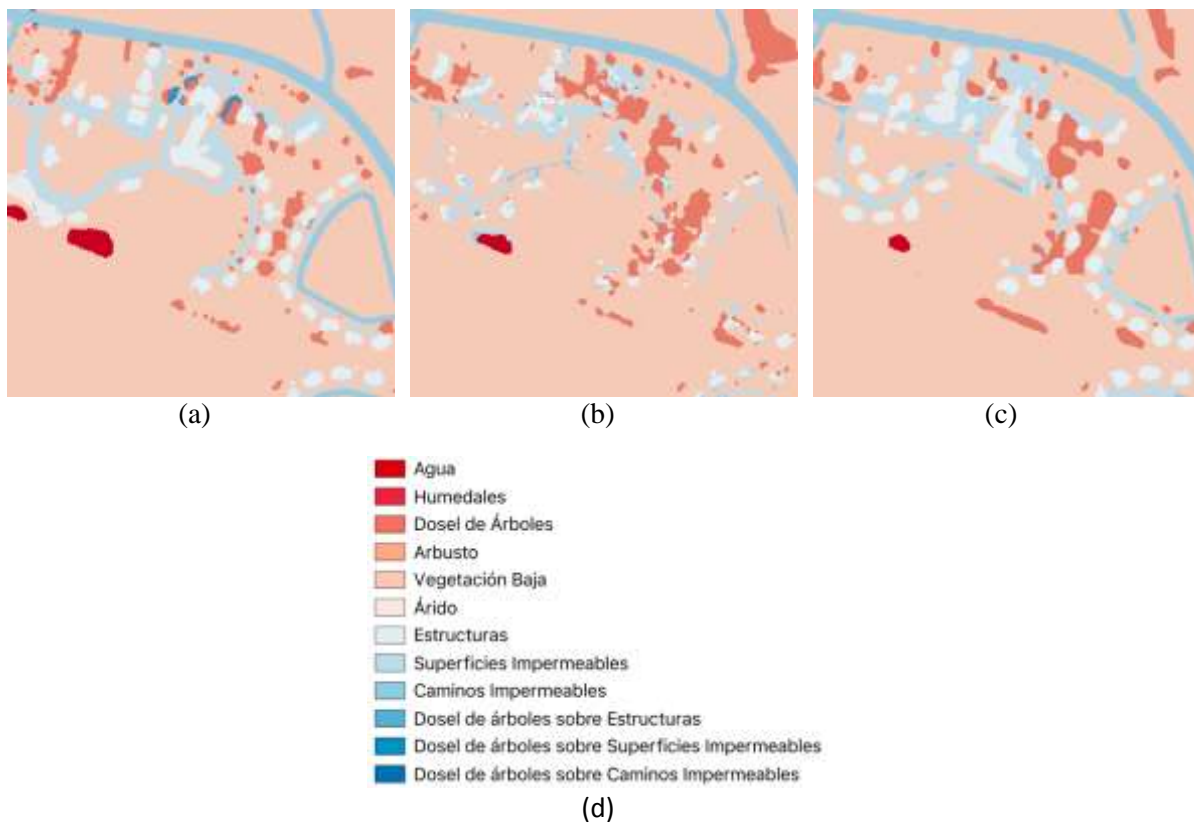 (a)
(b)
(c)
Agua
Humedales
Dosel de Árboles
Arbusto
Vegetación Baja
Árido
Estructuras
Superficies Impermeables
Caminos Impermeables
Dosel de árboles sobre Estructuras
Dosel de árboles sobre Superficies Impermeables
Dosel de árboles sobre Caminos Impermeables
(d)